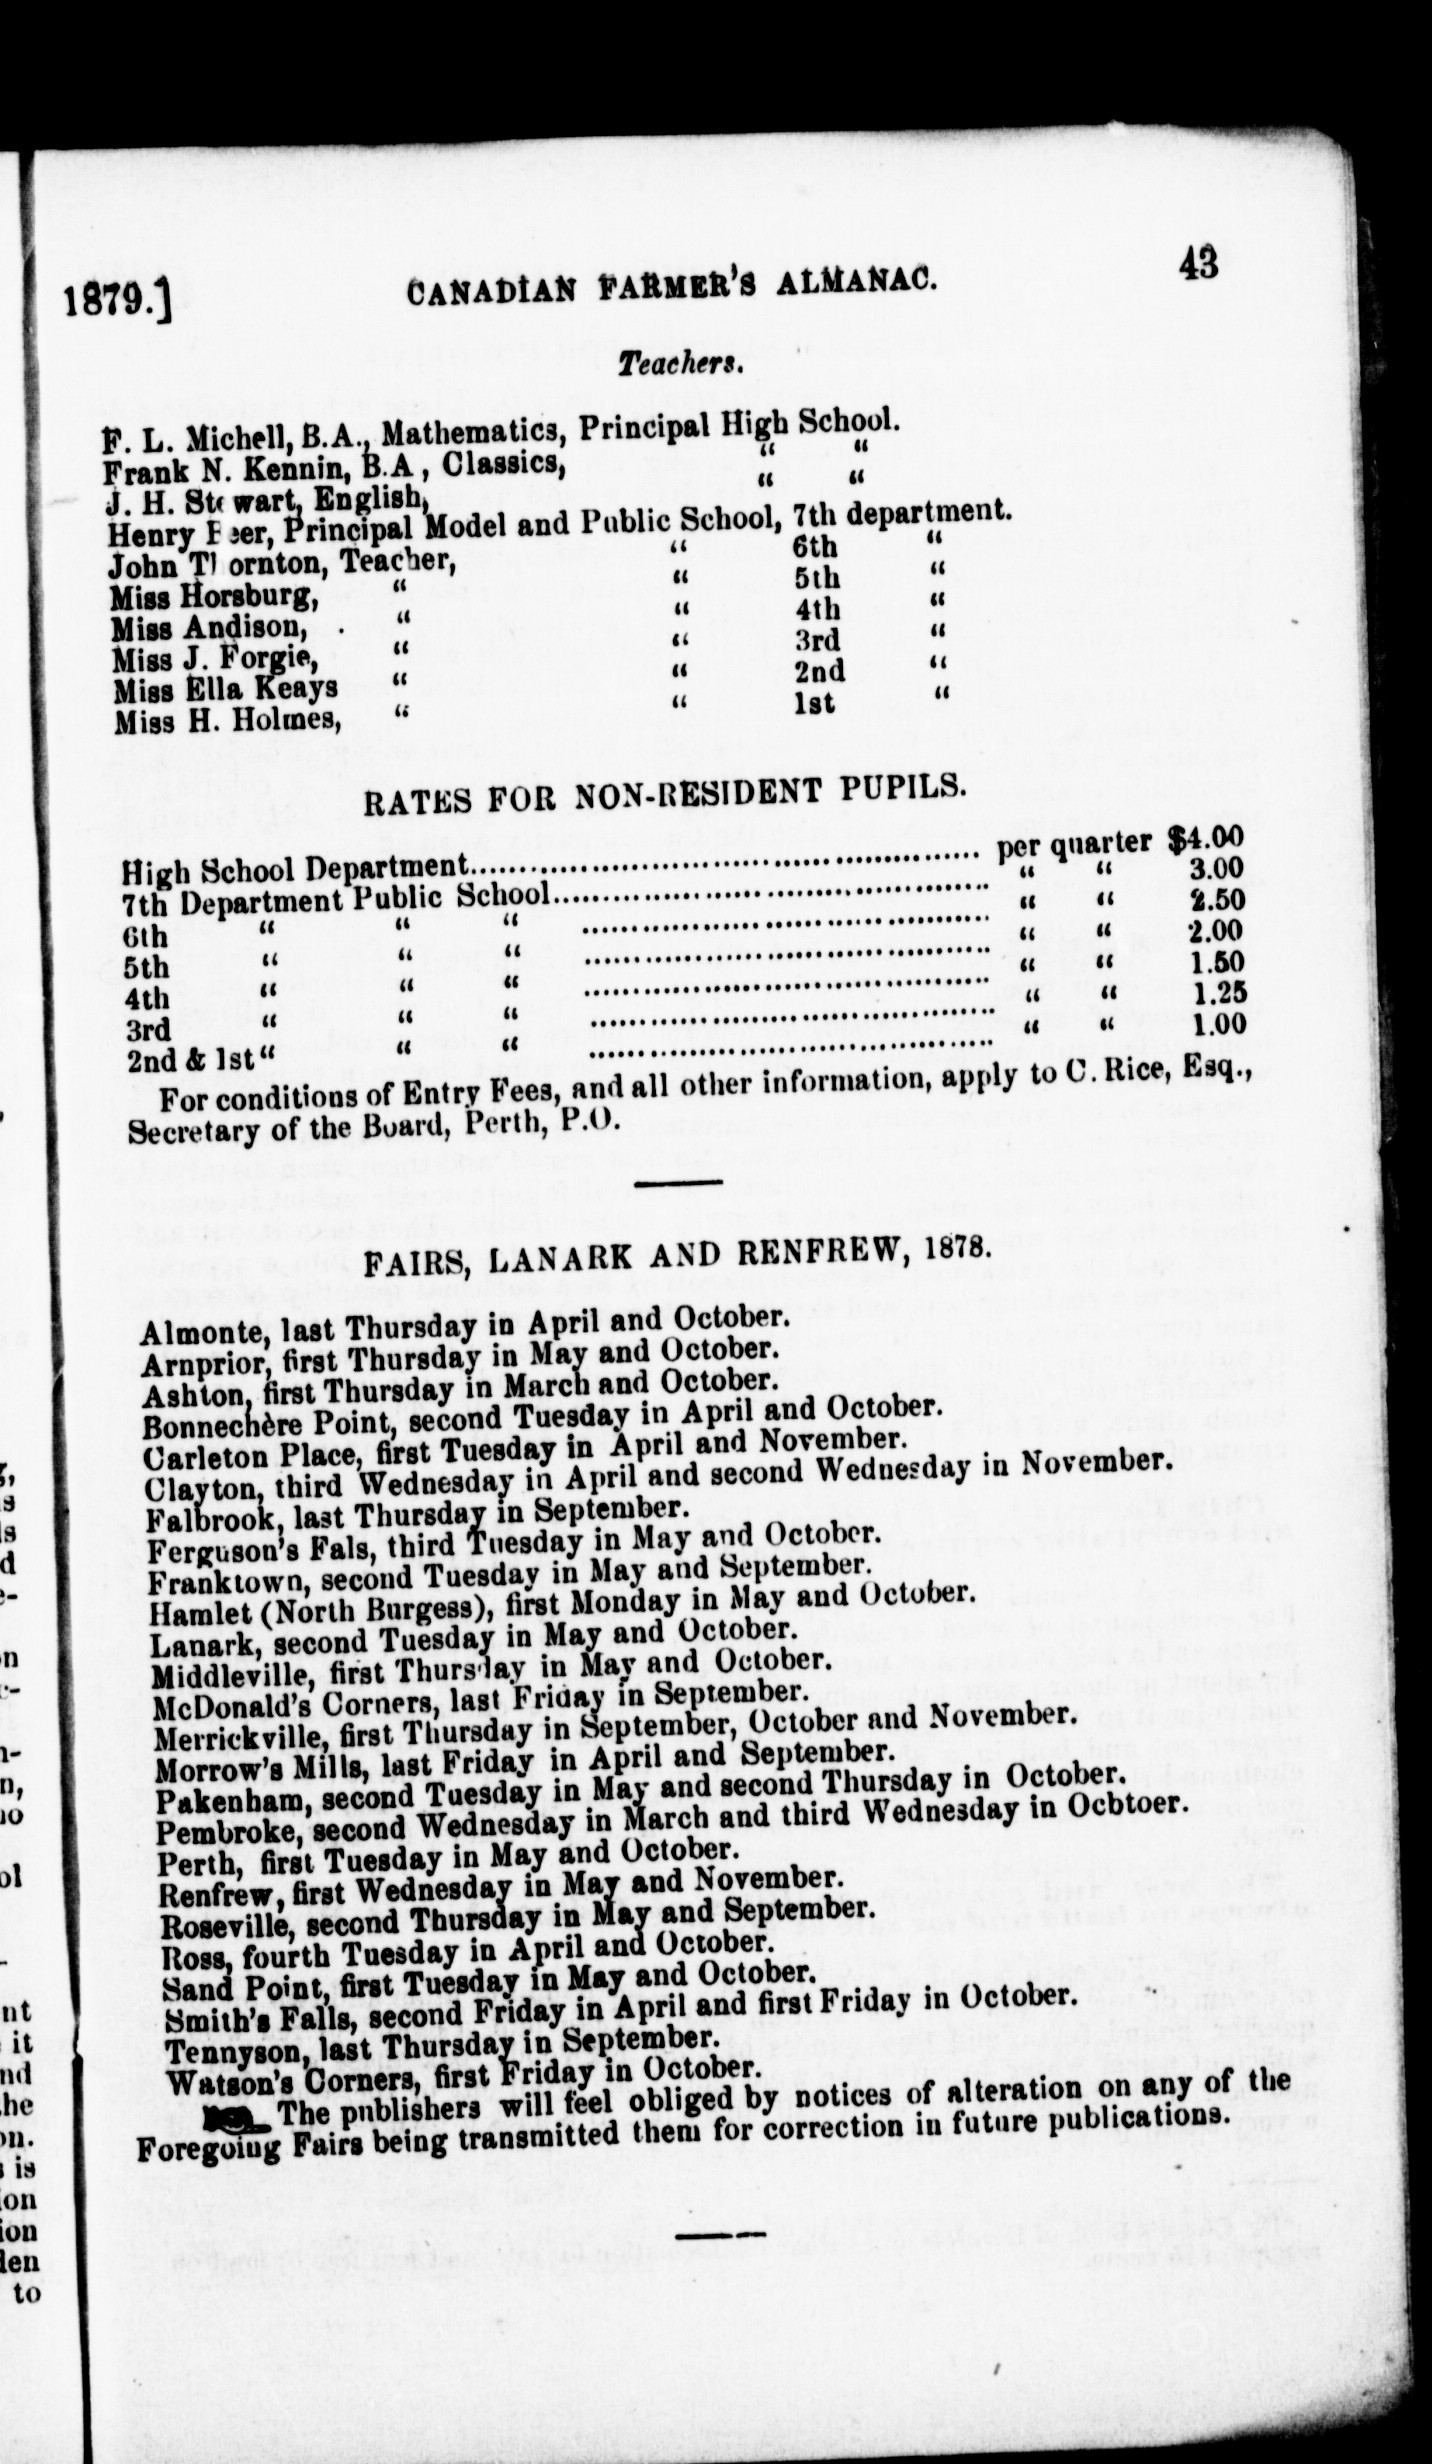 1879.] CANADIAN FARMER'S ALMANAC. 43
Teachers.
F. L. Michell, B.A., Mathematics, Principal High School.
Frank N. Kennin, B.A, Classics, " "
J. H. Stewart, English, " "
Henry Beer, Principal Model and Public School, 7th department.
John Thornton, Teacher, " 6th "
Miss Horsburg, " " 5th "
Miss Andison, " " 4th "
Miss J. Forgie, " " 3rd "
Miss Ella Keays " " 2nd "
Miss H. Holmes, " " 1st "
RATES FOR NON-RESIDENT PUPILS.
High School Department.................................................. per quarter $4.00
7th Department Public School.......................................... " " 3.00
6th " " " ....................................... " " 2.50
5th " " " ....................................... " " 2.00
4th " " " ....................................... " " 1.50
3rd " " " ....................................... " " 1.25
2nd & 1st " " " ....................................... " " 1.00
For conditions of Entry Fees, and all other information, apply to C. Rice, Esq.,
Secretary of the Board, Perth, P.O.
FAIRS, LANARK AND RENFREW, 1878.
Almonte, last Thursday in April and October.
Arnprior, first Thursday in May and October.
Ashton, first Thursday in March and October.
Bonnechère Point, second Tuesday in April and October.
Carleton Place, first Tuesday in April and November.
Clayton, third Wednesday in April and second Wednesday in November.
Falbrook, last Thursday in September.
Ferguson's Fals, third Tuesday in May and October.
Franktown, second Tuesday in May and September.
Hamlet (North Burgess), first Monday in May and October.
Lanark, second Tuesday in May and October.
Middleville, first Thursday in May and October.
McDonald's Corners, last Friday in September.
Merrickville, first Thursday in September, October and November.
Morrow's Mills, last Friday in April and September.
Pakenham, second Tuesday in May and second Thursday in October.
Pembroke, second Wednesday in March and third Wednesday in Ocbtoer.
Perth, first Tuesday in May and October.
Renfrew, first Wednesday in May and November.
Roseville, second Thursday in May and September.
Ross, fourth Tuesday in April and October.
Sand Point, first Tuesday in May and October.
Smith's Falls, second Friday in April and first Friday in October.
Tennyson, last Thursday in September.
Watson's Corners, first Friday in October.
The publishers will feel obliged by notices of alteration on any of the
Foregoing Fairs being transmitted them for correction in future publications.